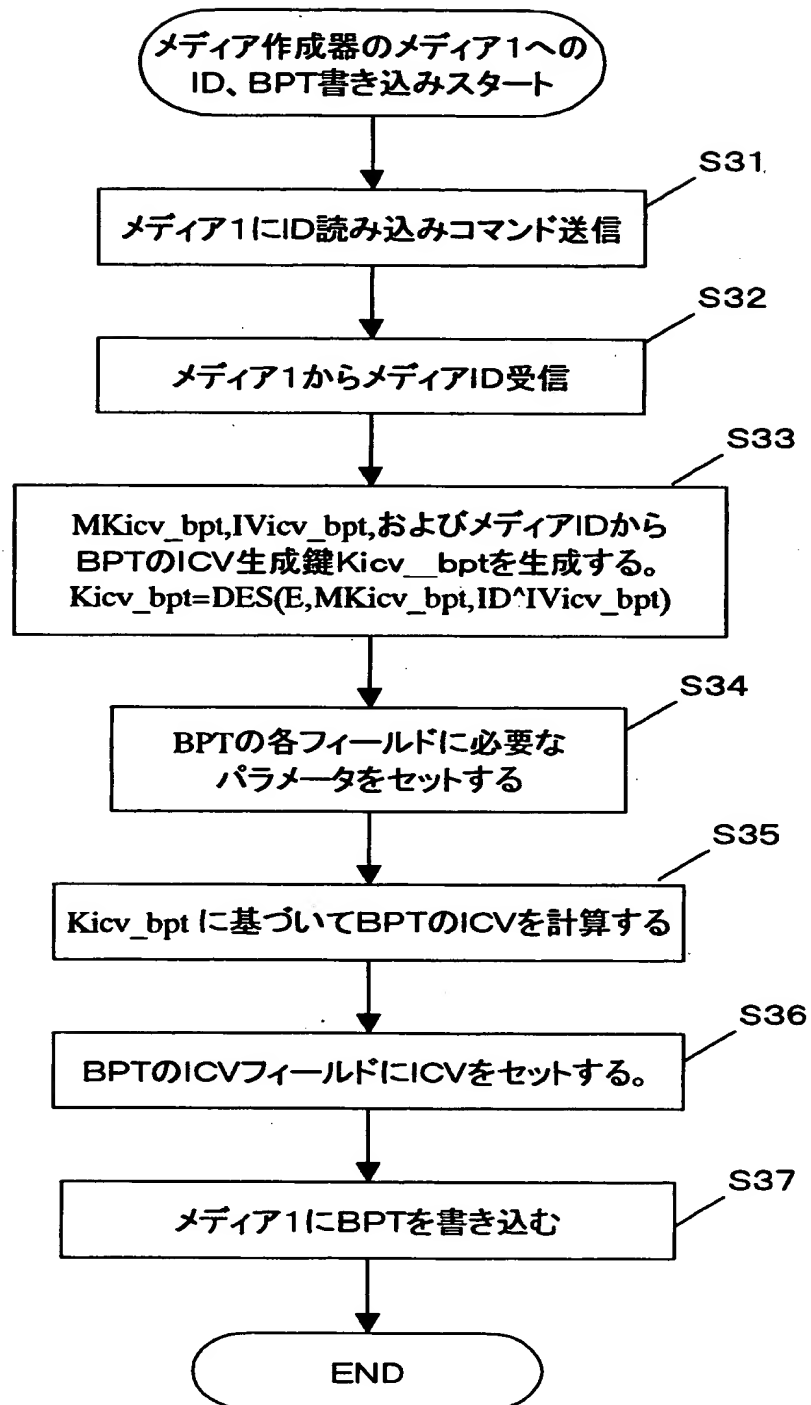 メディア作成器のメディア1への
ID、BPT書き込みスタート
S31
メディア1にID読み込みコマンド送信
S32
メディア1からメディアID受信
S33
MKicv_bpt,IVicv_bpt,およびメディアIDから
BPTのICV生成鍵Kicv__bptを生成する。
Kicv_bpt=DES(E,MKicv_bpt,ID^IVicv_bpt)
S34
BPTの各フィールドに必要な
パラメータをセットする
S35
Kicv_bpt に基づいてBPTのICVを計算する
S36
BPTのICVフィールドにICVをセットする。
S37
メディア1にBPTを書き込む
END